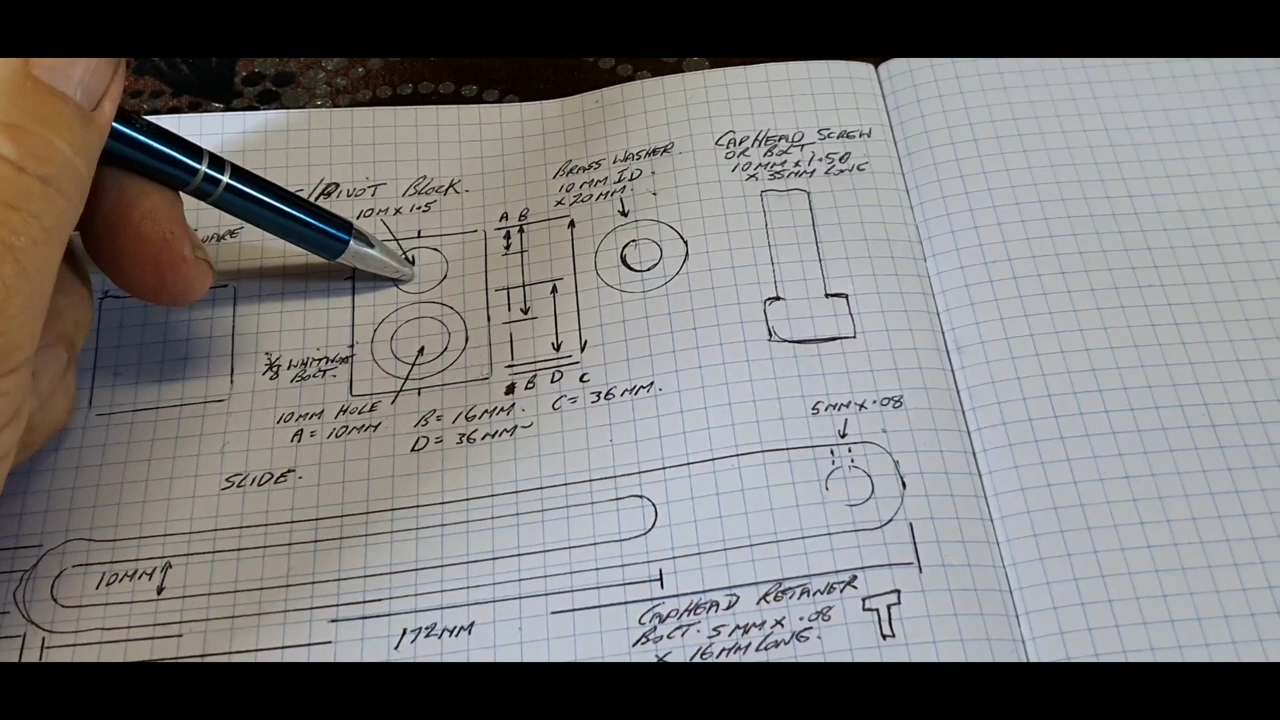 /PIVOT BLOCK.
10M X 1.5
BRASS WASHER
10MM ID.
X 20MM.
CAPHEAD SCREW
OR BOLT
10MM X 1.50
X 35MM LONG
A B
B D C
3/8 WHITWORT
BOLT.
10MM HOLE
A = 10MM
B = 16MM.
D = 36MM
C = 36MM.
SLIDE.
5MM X .08
10MM
172MM
CAPHEAD RETANER
BOLT. 5MM X .08
X 16MM LONG.